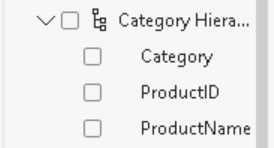 Category Hiera...
Category
ProductID
ProductName